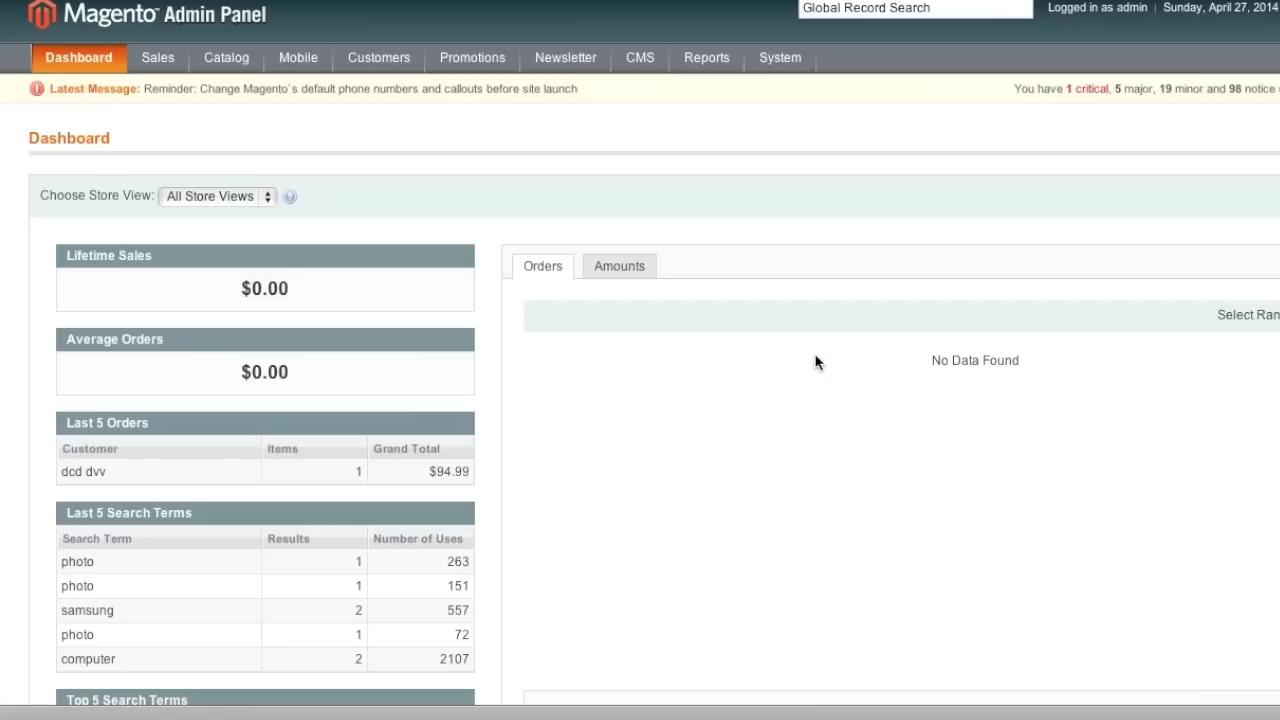 Magento Admin Panel
Global Record Search
Logged in as admin | Sunday, April 27, 2014
Dashboard Sales Catalog Mobile Customers Promotions Newsletter CMS Reports System
Latest Message: Reminder: Change Magento`s default phone numbers and callouts before site launch
You have 1 critical, 5 major, 19 minor and 98 notice
Dashboard
Choose Store View: All Store Views
Lifetime Sales
$0.00
Average Orders
$0.00
Last 5 Orders
Customer Items Grand Total
dcd dvv 1 $94.99
Last 5 Search Terms
Search Term Results Number of Uses
photo 1 263
photo 1 151
samsung 2 557
photo 1 72
computer 2 2107
Top 5 Search Terms
Orders Amounts
Select Ran
No Data Found